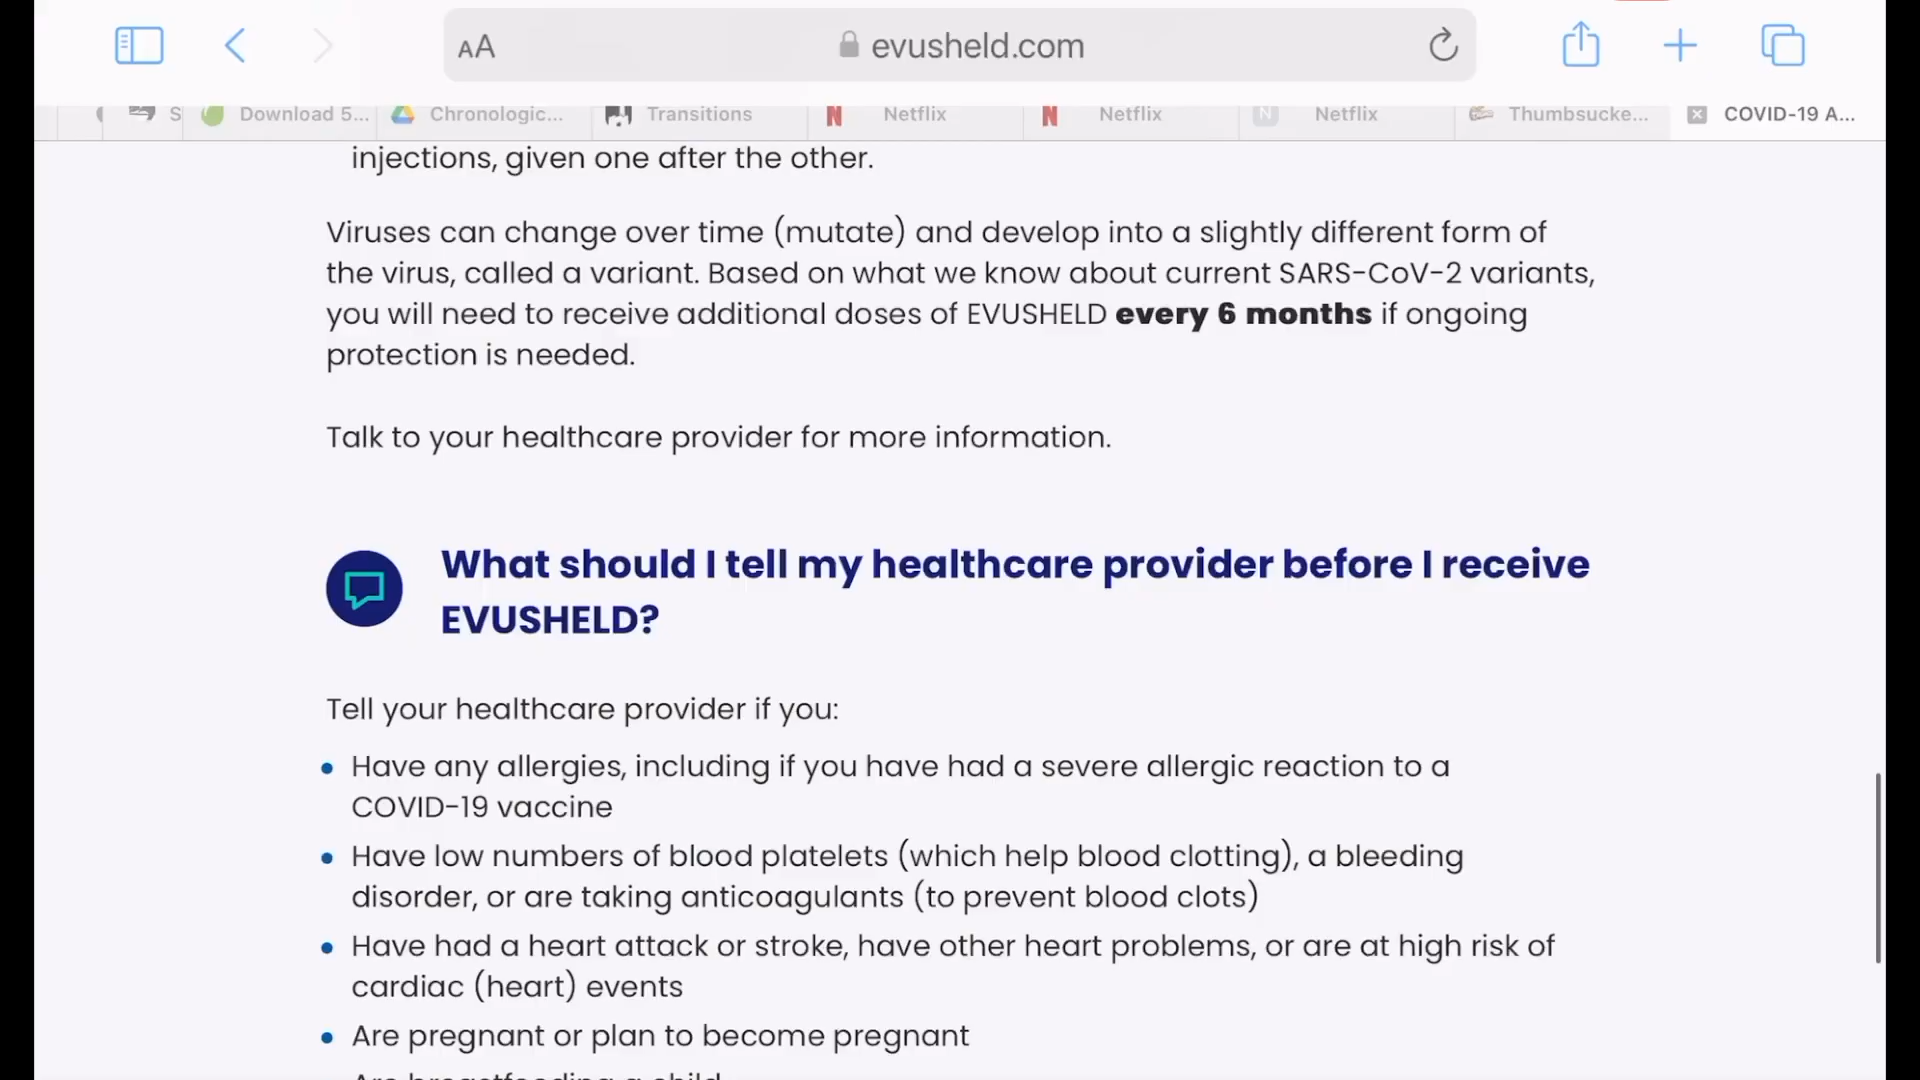 AA
evusheld.com
S
Download 5...
Chronologic...
Transitions
Netflix
Netflix
N
Netflix
Thumbsucke...
COVID-19 A...
injections, given one after the other.
Viruses can change over time (mutate) and develop into a slightly different form of
the virus, called a variant. Based on what we know about current SARS-CoV-2 variants,
you will need to receive additional doses of EVUSHELD every 6 months if ongoing
protection is needed.
Talk to your healthcare provider for more information.
What should I tell my healthcare provider before I receive
EVUSHELD?
Tell your healthcare provider if you:
• Have any allergies, including if you have had a severe allergic reaction to a
COVID-19 vaccine
• Have low numbers of blood platelets (which help blood clotting), a bleeding
disorder, or are taking anticoagulants (to prevent blood clots)
• Have had a heart attack or stroke, have other heart problems, or are at high risk of
cardiac (heart) events
• Are pregnant or plan to become pregnant
Are breastfeeding a child